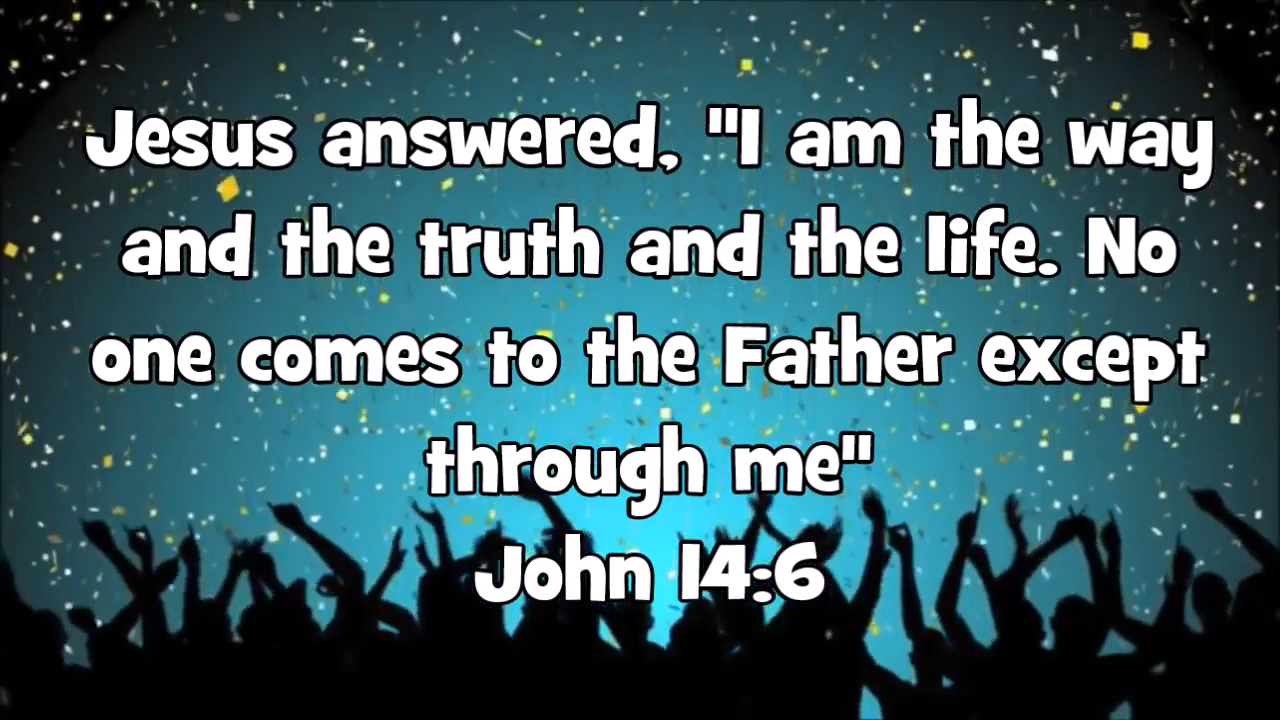 Jesus answered, "I am the way
and the truth and the life. No
one comes to the Father except
through me"
John 14:6